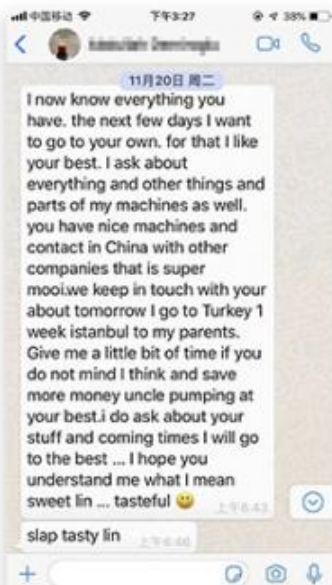 中国移动
下午3:27
38%
11月20日 周二
I now know everything you
have. the next few days I want
to go to your own. for that I like
your best. I ask about
everything and other things and
parts of my machines as well.
you have nice machines and
contact in China with other
companies that is super
mooi.we keep in touch with your
about tomorrow I go to Turkey 1
week istanbul to my parents.
Give me a little bit of time if you
do not mind I think and save
more money uncle pumping at
your best.i do ask about your
stuff and coming times I will go
to the best ... I hope you
understand me what I mean
sweet lin ... tasteful 😀
上午6:43
slap tasty lin
上午6:46